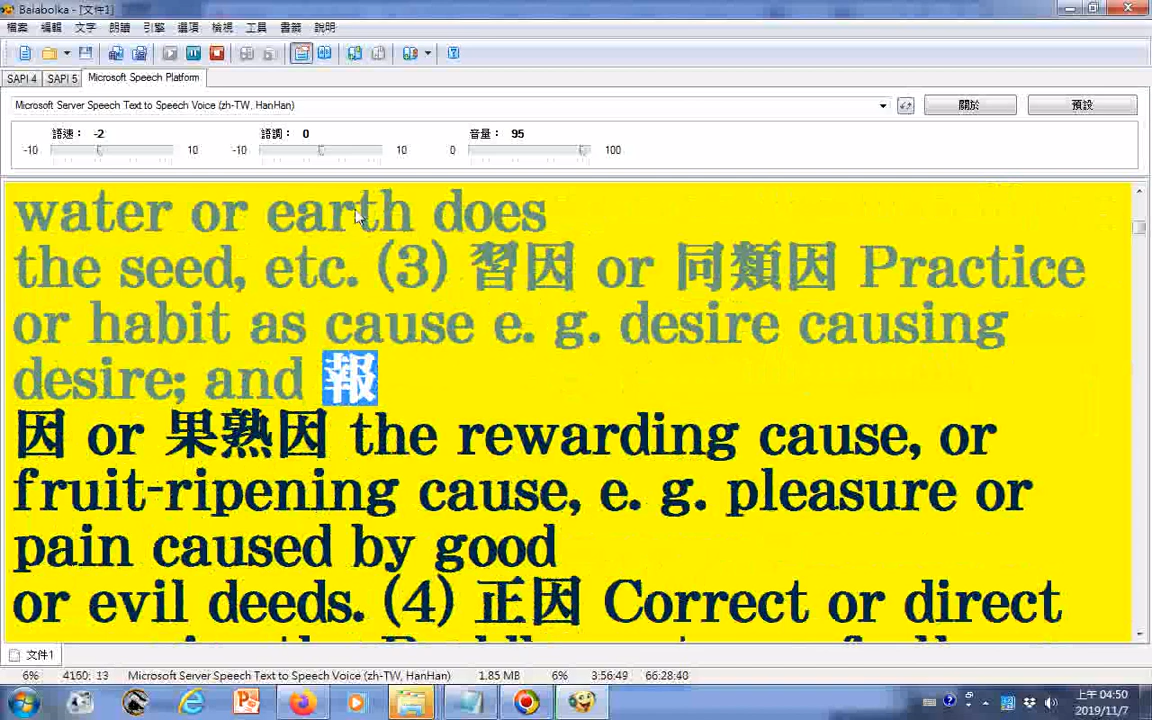 Balabolka - [文件1]
檔案 編輯 文字 朗讀 引擎 選項 檢視 工具 書籤 說明
SAPI 4 SAPI 5 Microsoft Speech Platform
Microsoft Server Speech Text to Speech Voice (zh-TW, HanHan) 關於 預設
語速： -2 語調： 0 音量： 95
-10 10 -10 10 0 100
water or earth does
the seed, etc. (3) 習因 or 同類因 Practice
or habit as cause e. g. desire causing
desire; and 報
因 or 果熟因 the rewarding cause, or
fruit-ripening cause, e. g. pleasure or
pain caused by good
or evil deeds. (4) 正因 Correct or direct
文件1
6% 4150; 13 Microsoft Server Speech Text to Speech Voice (zh-TW, HanHan) 1.85 MB 6% 3:56:49 66:28:40
上午 04:50
2019/11/7